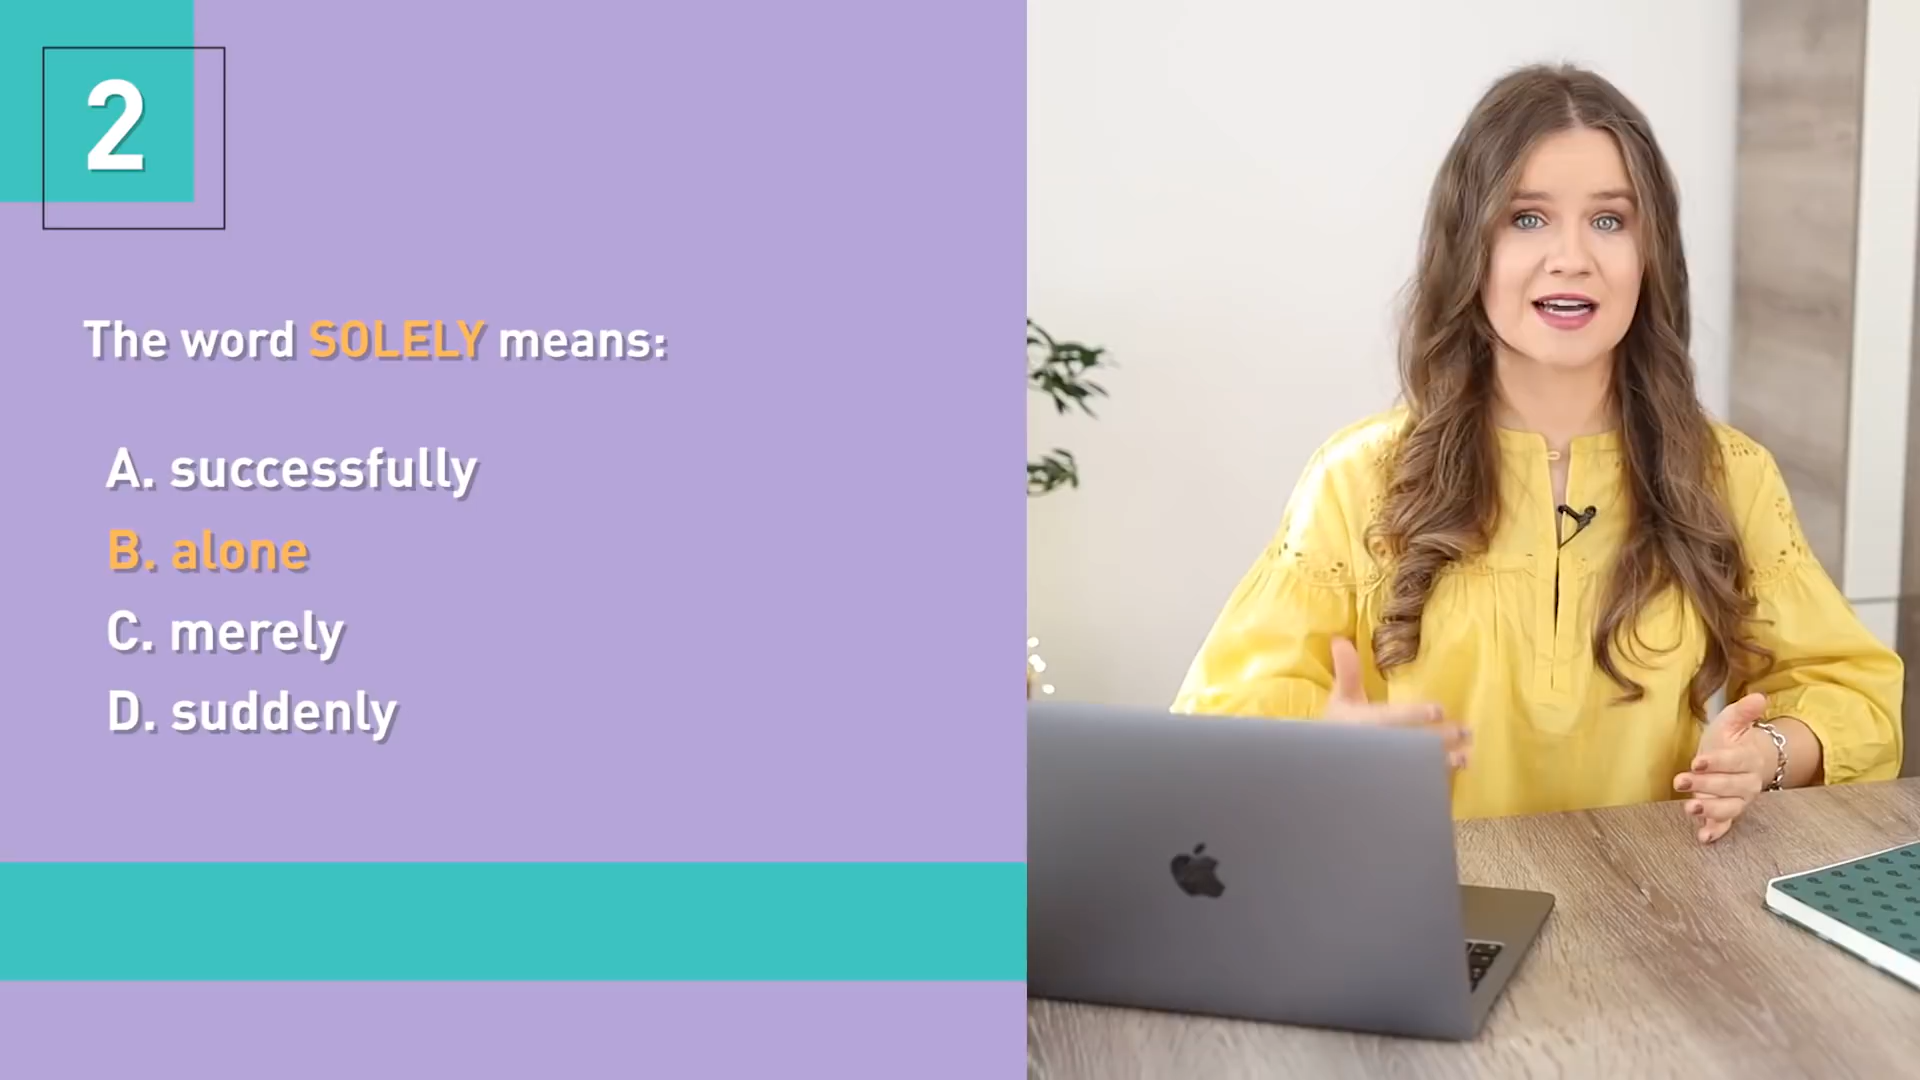 2
The word SOLELY means:
A. successfully
B. alone
C. merely
D. suddenly